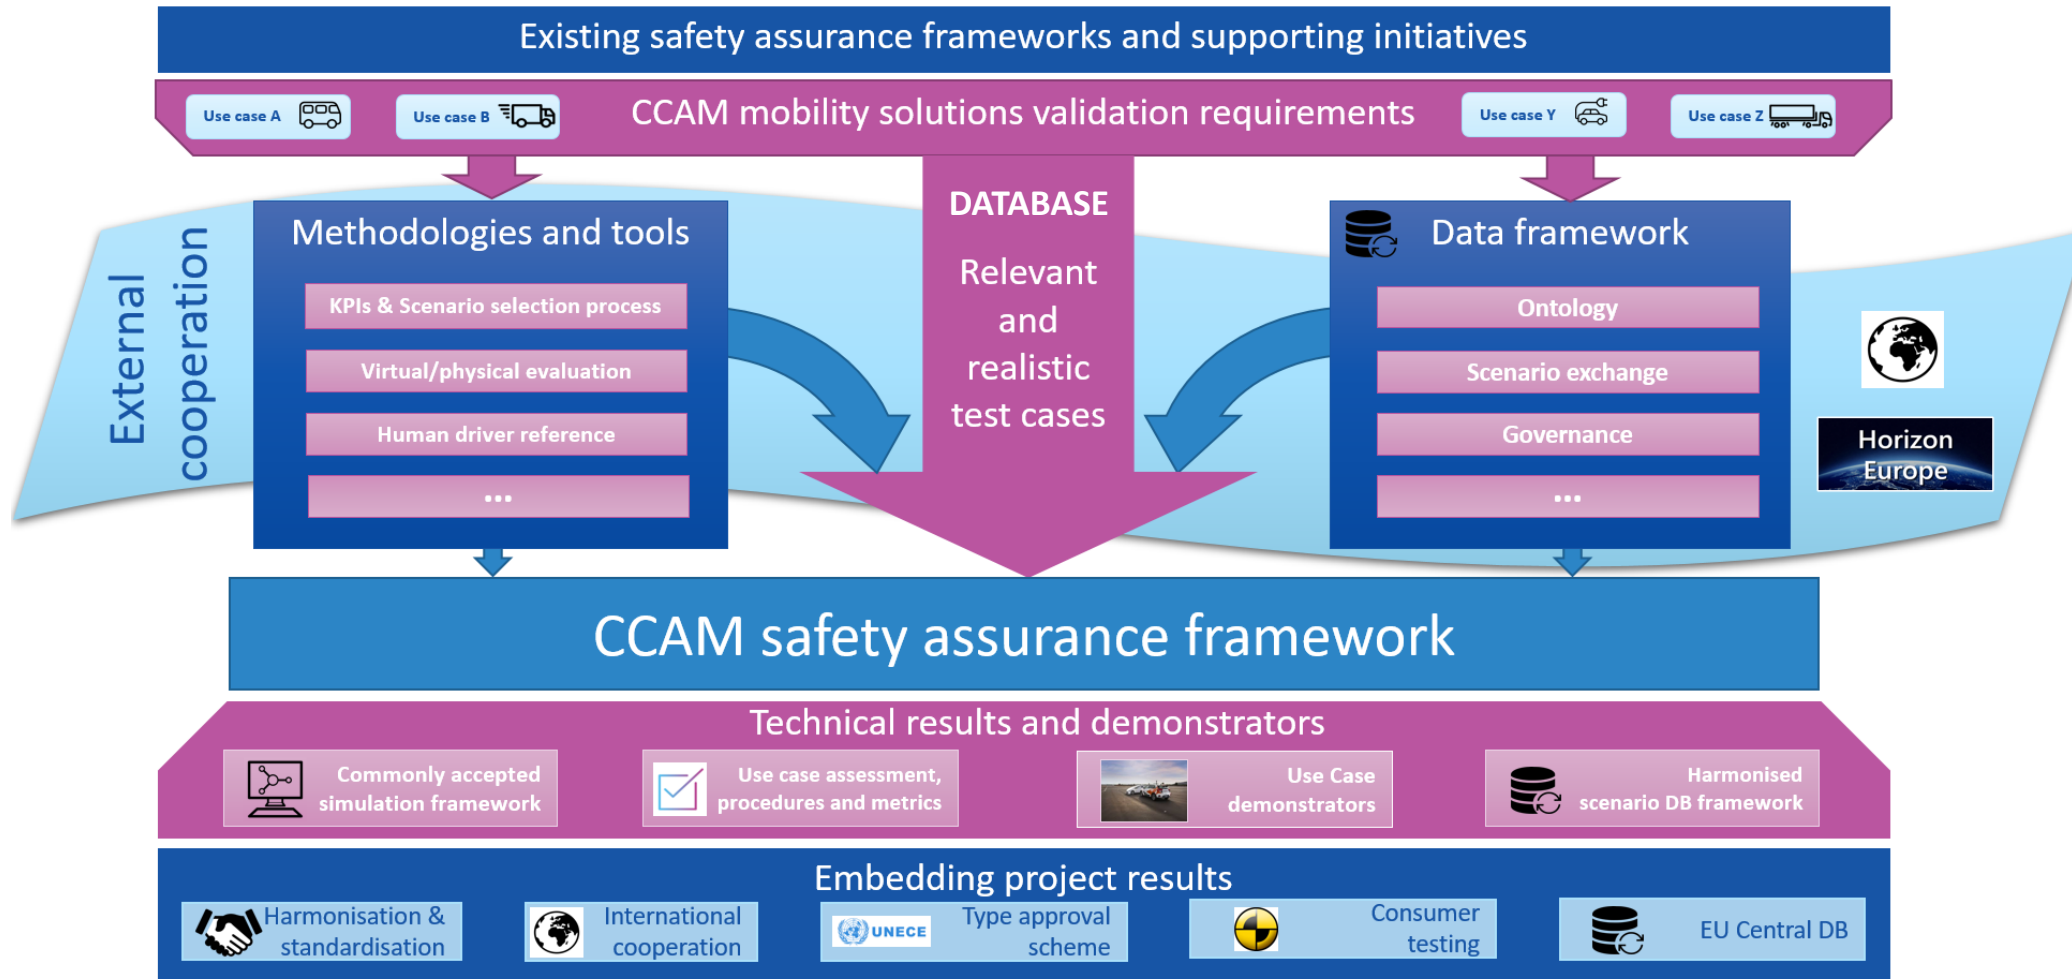 Existing safety assurance frameworks and supporting initiatives
Use case A
Use case B
CCAM mobility solutions validation requirements
Use case Y
Use case Z
External
cooperation
Methodologies and tools
KPIs & Scenario selection process
Virtual/physical evaluation
Human driver reference
...
DATABASE
Relevant
and
realistic
test cases
Data framework
Ontology
Scenario exchange
Governance
...
Horizon
Europe
CCAM safety assurance framework
Technical results and demonstrators
Commonly accepted
simulation framework
Use case assessment,
procedures and metrics
Use Case
demonstrators
Harmonised
scenario DB framework
Embedding project results
Harmonisation &
standardisation
International
cooperation
UNECE
Type approval
scheme
Consumer
testing
EU Central DB